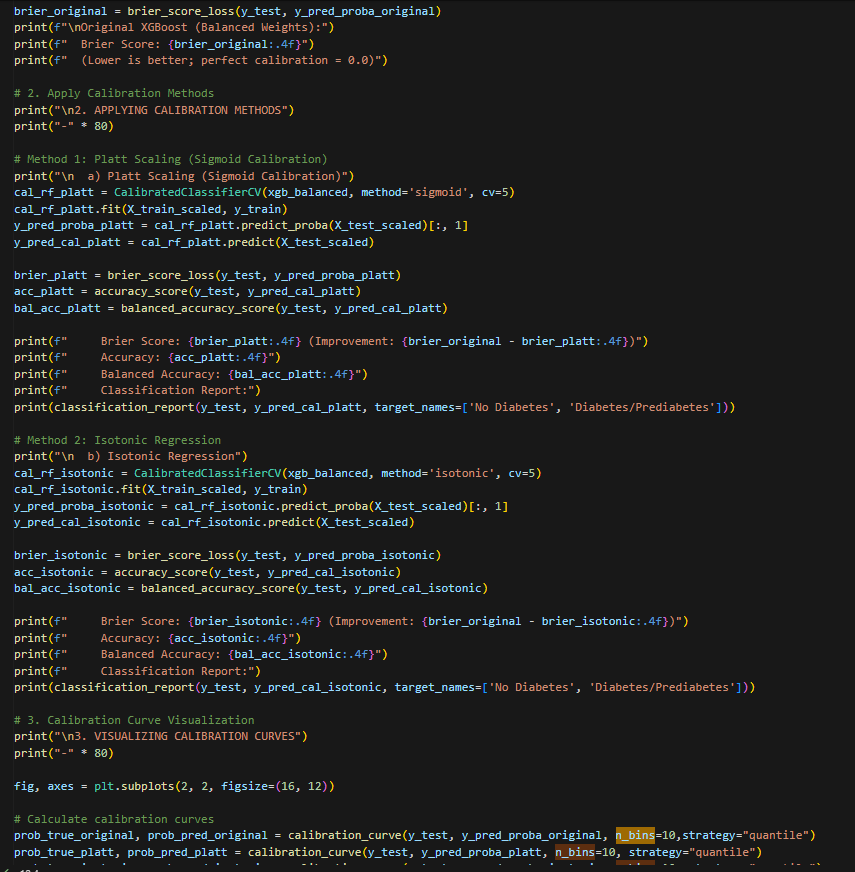 brier_original = brier_score_loss(y_test, y_pred_proba_original)
print(f"\nOriginal XGBoost (Balanced Weights):")
print(f"  Brier Score: {brier_original:.4f}")
print(f"  (Lower is better; perfect calibration = 0.0)")

# 2. Apply Calibration Methods
print("\n2. APPLYING CALIBRATION METHODS")
print("-" * 80)

# Method 1: Platt Scaling (Sigmoid Calibration)
print("\n  a) Platt Scaling (Sigmoid Calibration)")
cal_rf_platt = CalibratedClassifierCV(xgb_balanced, method='sigmoid', cv=5)
cal_rf_platt.fit(X_train_scaled, y_train)
y_pred_proba_platt = cal_rf_platt.predict_proba(X_test_scaled)[:, 1]
y_pred_cal_platt = cal_rf_platt.predict(X_test_scaled)

brier_platt = brier_score_loss(y_test, y_pred_proba_platt)
acc_platt = accuracy_score(y_test, y_pred_cal_platt)
bal_acc_platt = balanced_accuracy_score(y_test, y_pred_cal_platt)

print(f"     Brier Score: {brier_platt:.4f} (Improvement: {brier_original - brier_platt:.4f})")
print(f"     Accuracy: {acc_platt:.4f}")
print(f"     Balanced Accuracy: {bal_acc_platt:.4f}")
print(f"     Classification Report:")
print(classification_report(y_test, y_pred_cal_platt, target_names=['No Diabetes', 'Diabetes/Prediabetes']))

# Method 2: Isotonic Regression
print("\n  b) Isotonic Regression")
cal_rf_isotonic = CalibratedClassifierCV(xgb_balanced, method='isotonic', cv=5)
cal_rf_isotonic.fit(X_train_scaled, y_train)
y_pred_proba_isotonic = cal_rf_isotonic.predict_proba(X_test_scaled)[:, 1]
y_pred_cal_isotonic = cal_rf_isotonic.predict(X_test_scaled)

brier_isotonic = brier_score_loss(y_test, y_pred_proba_isotonic)
acc_isotonic = accuracy_score(y_test, y_pred_cal_isotonic)
bal_acc_isotonic = balanced_accuracy_score(y_test, y_pred_cal_isotonic)

print(f"     Brier Score: {brier_isotonic:.4f} (Improvement: {brier_original - brier_isotonic:.4f})")
print(f"     Accuracy: {acc_isotonic:.4f}")
print(f"     Balanced Accuracy: {bal_acc_isotonic:.4f}")
print(f"     Classification Report:")
print(classification_report(y_test, y_pred_cal_isotonic, target_names=['No Diabetes', 'Diabetes/Prediabetes']))

# 3. Calibration Curve Visualization
print("\n3. VISUALIZING CALIBRATION CURVES")
print("-" * 80)

fig, axes = plt.subplots(2, 2, figsize=(16, 12))

# Calculate calibration curves
prob_true_original, prob_pred_original = calibration_curve(y_test, y_pred_proba_original, n_bins=10,strategy="quantile")
prob_true_platt, prob_pred_platt = calibration_curve(y_test, y_pred_proba_platt, n_bins=10, strategy="quantile")